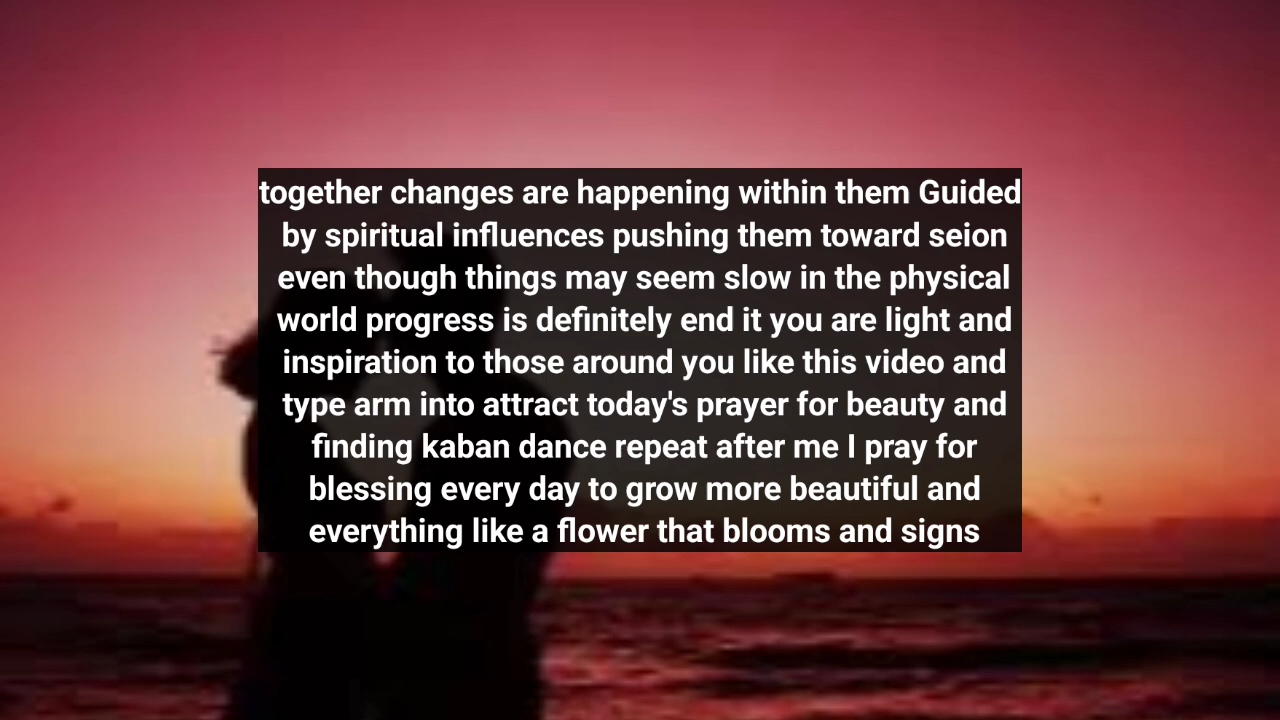 together changes are happening within them Guided
by spiritual influences pushing them toward seion
even though things may seem slow in the physical
world progress is definitely end it you are light and
inspiration to those around you like this video and
type arm into attract today's prayer for beauty and
finding kaban dance repeat after me I pray for
blessing every day to grow more beautiful and
everything like a flower that blooms and signs